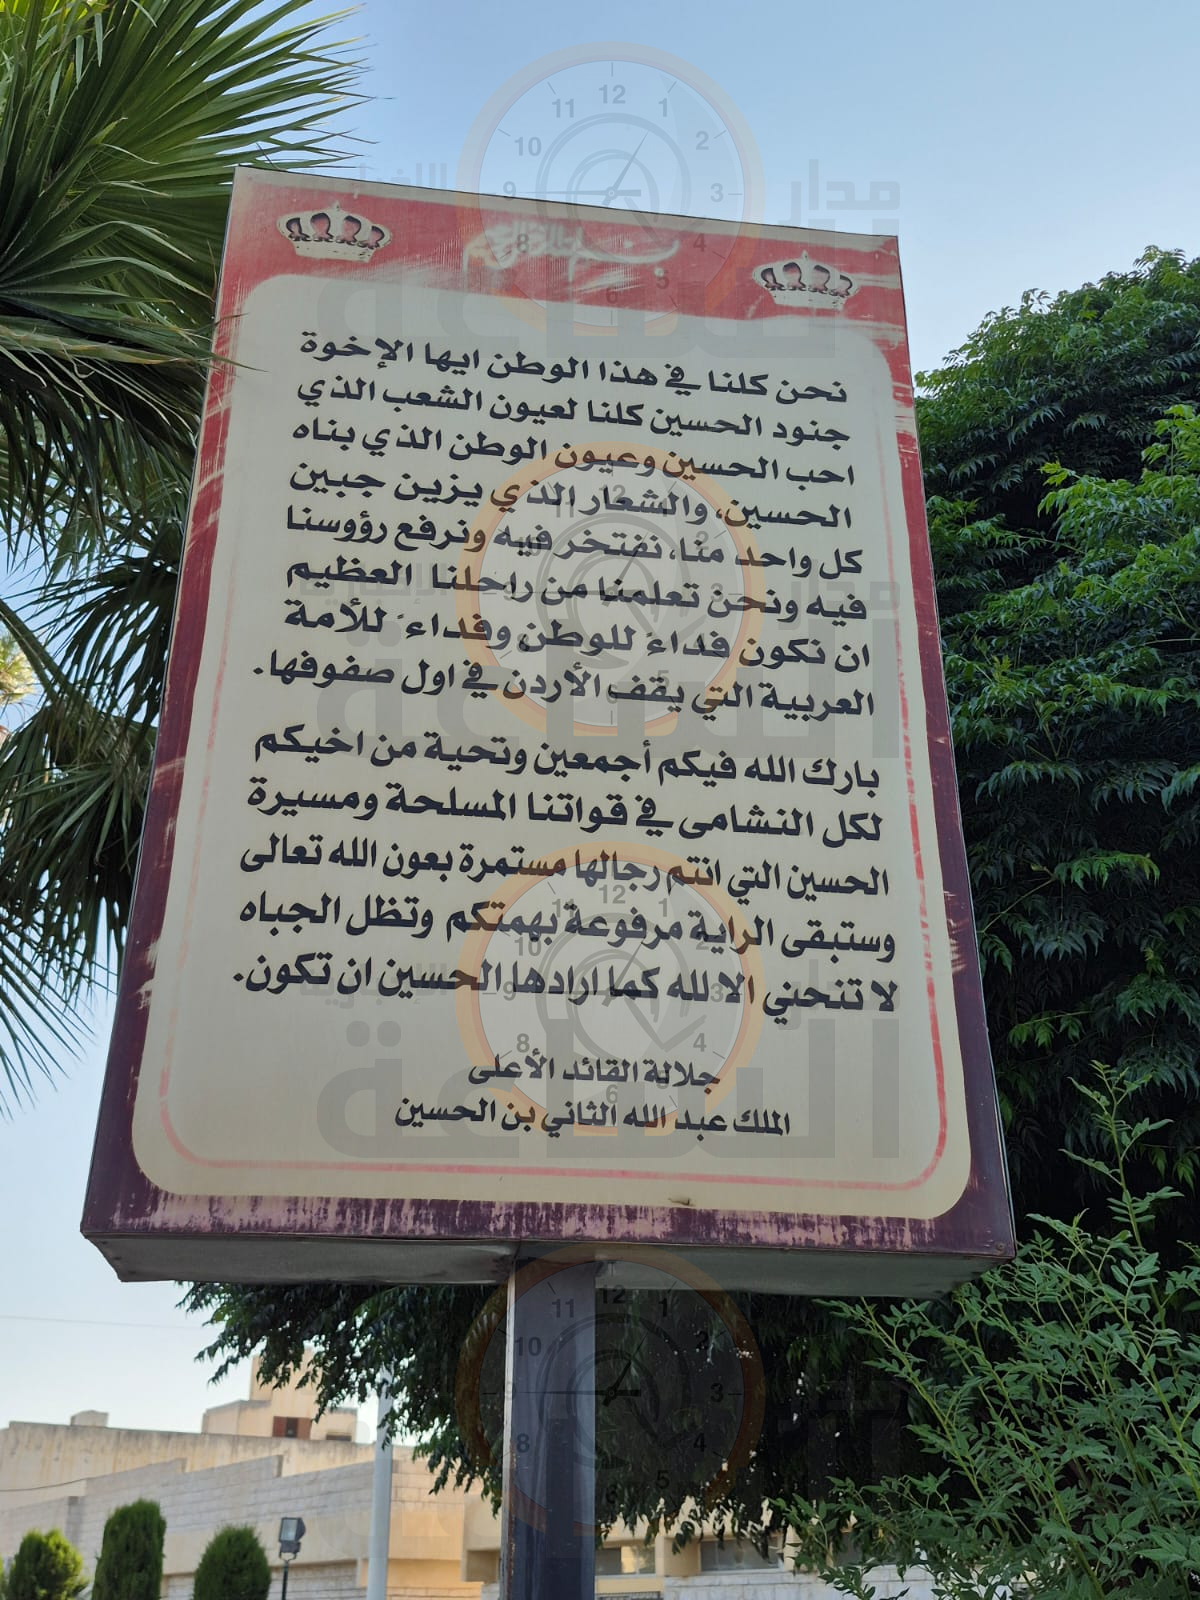 بسم الله الرحمن الرحيم
نحن كلنا في هذا الوطن ايها الإخوة
جنود الحسين كلنا لعيون الشعب الذي
احب الحسين وعيون الوطن الذي بناه
الحسين، والشعار الذي يزين جبين
كل واحد منا، نفتخر فيه ونرفع رؤوسنا
فيه ونحن تعلمنا من راحلنا العظيم
ان نكون فداءً للوطن وفداءً للأمة
العربية التي يقف الأردن في اول صفوفها.
بارك الله فيكم أجمعين وتحية من اخيكم
لكل النشامى في قواتنا المسلحة ومسيرة
الحسين التي انتم رجالها مستمرة بعون الله تعالى
وستبقى الراية مرفوعة بهمتكم وتظل الجباه
لا تنحني الا لله كما ارادها الحسين ان تكون.
جلالة القائد الأعلى
الملك عبد الله الثاني بن الحسين
مدار الساعة الإخبارية